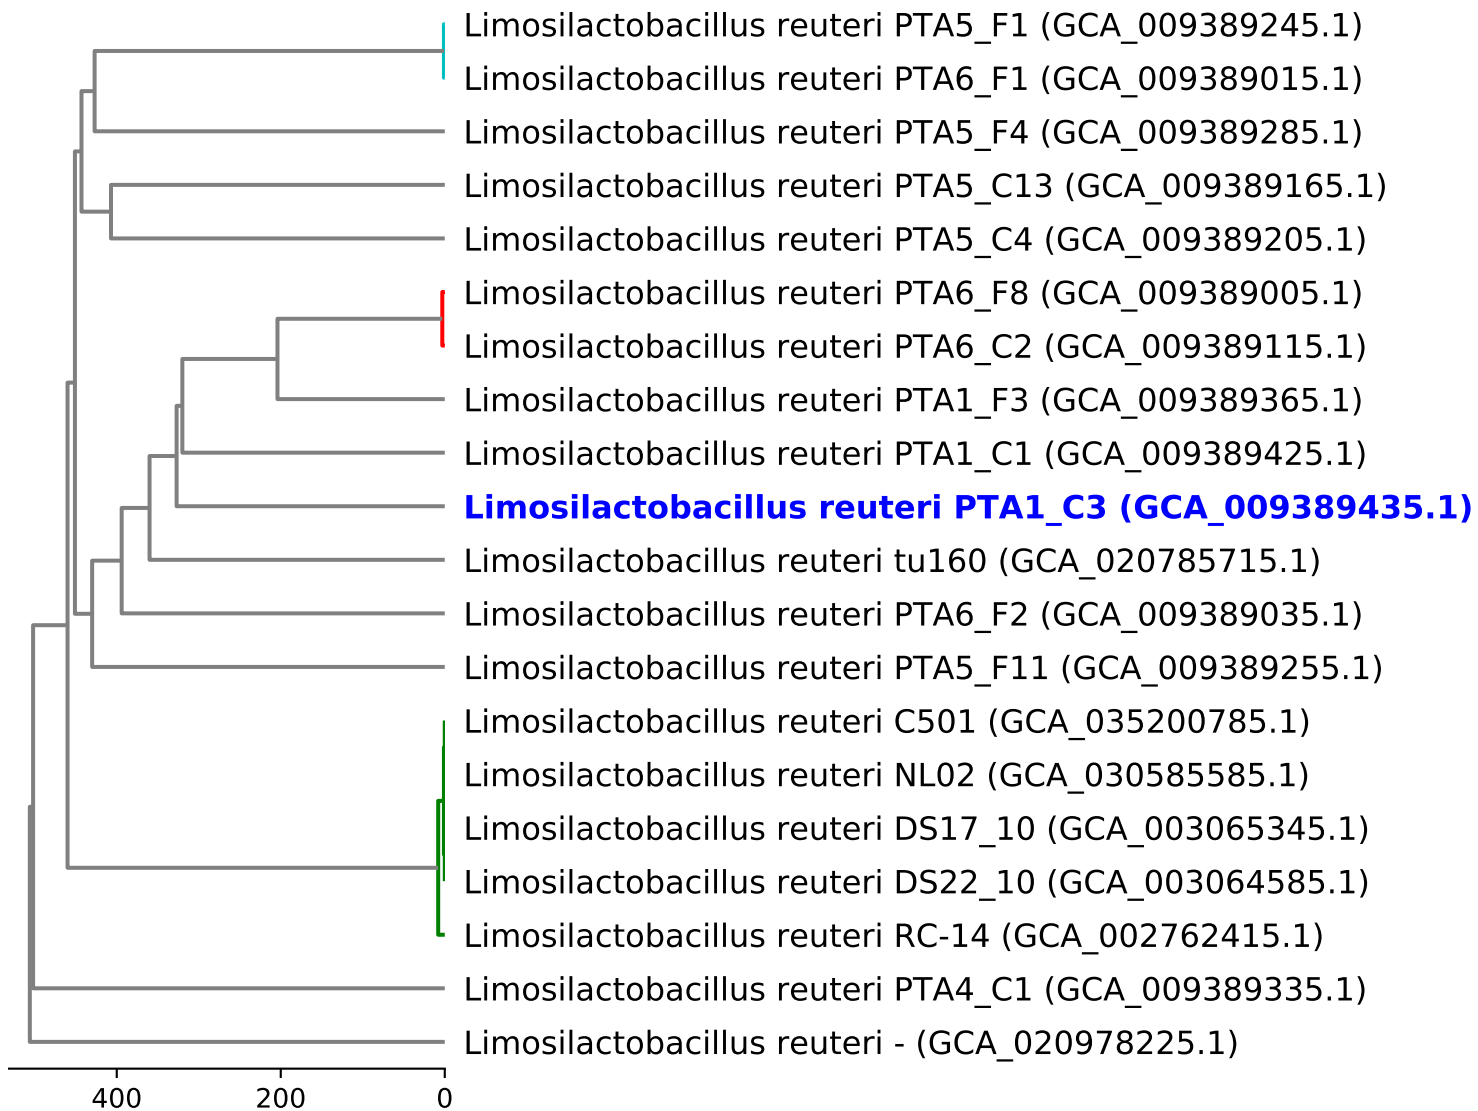 Limosilactobacillus reuteri PTA5_F1 (GCA_009389245.1)
Limosilactobacillus reuteri PTA6_F1 (GCA_009389015.1)
Limosilactobacillus reuteri PTA5_F4 (GCA_009389285.1)
Limosilactobacillus reuteri PTA5_C13 (GCA_009389165.1)
Limosilactobacillus reuteri PTA5_C4 (GCA_009389205.1)
Limosilactobacillus reuteri PTA6_F8 (GCA_009389005.1)
Limosilactobacillus reuteri PTA6_C2 (GCA_009389115.1)
Limosilactobacillus reuteri PTA1_F3 (GCA_009389365.1)
Limosilactobacillus reuteri PTA1_C1 (GCA_009389425.1)
Limosilactobacillus reuteri PTA1_C3 (GCA_009389435.1)
Limosilactobacillus reuteri tu160 (GCA_020785715.1)
Limosilactobacillus reuteri PTA6_F2 (GCA_009389035.1)
Limosilactobacillus reuteri PTA5_F11 (GCA_009389255.1)
Limosilactobacillus reuteri C501 (GCA_035200785.1)
Limosilactobacillus reuteri NL02 (GCA_030585585.1)
Limosilactobacillus reuteri DS17_10 (GCA_003065345.1)
Limosilactobacillus reuteri DS22_10 (GCA_003064585.1)
Limosilactobacillus reuteri RC-14 (GCA_002762415.1)
Limosilactobacillus reuteri PTA4_C1 (GCA_009389335.1)
Limosilactobacillus reuteri - (GCA_020978225.1)
400 200 0